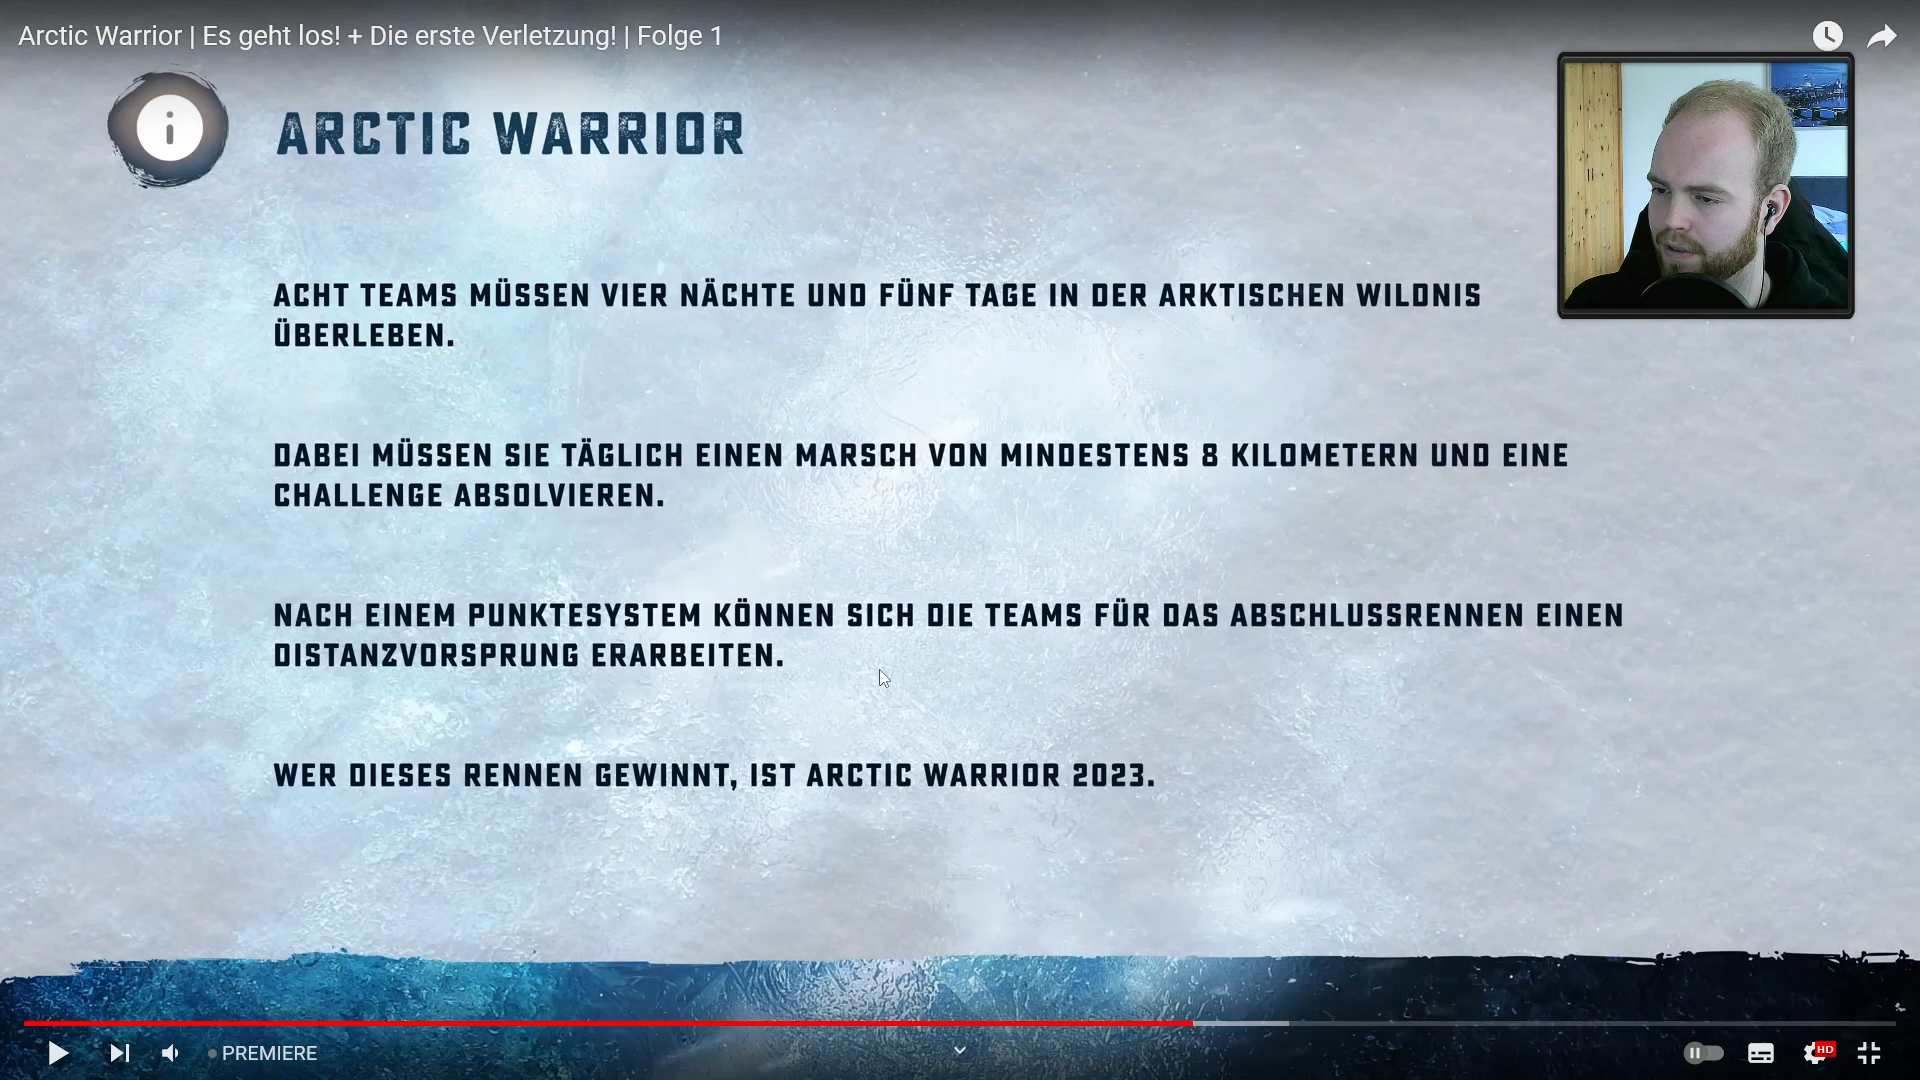 Arctic Warrior | Es geht los! + Die erste Verletzung! | Folge 1
ARCTIC WARRIOR
ACHT TEAMS MÜSSEN VIER NÄCHTE UND FÜNF TAGE IN DER ARKTISCHEN WILDNIS
ÜBERLEBEN.
DABEI MÜSSEN SIE TÄGLICH EINEN MARSCH VON MINDESTENS 8 KILOMETERN UND EINE
CHALLENGE ABSOLVIEREN.
NACH EINEM PUNKTESYSTEM KÖNNEN SICH DIE TEAMS FÜR DAS ABSCHLUSSRENNEN EINEN
DISTANZVORSPRUNG ERARBEITEN.
WER DIESES RENNEN GEWINNT, IST ARCTIC WARRIOR 2023.
PREMIERE
HD